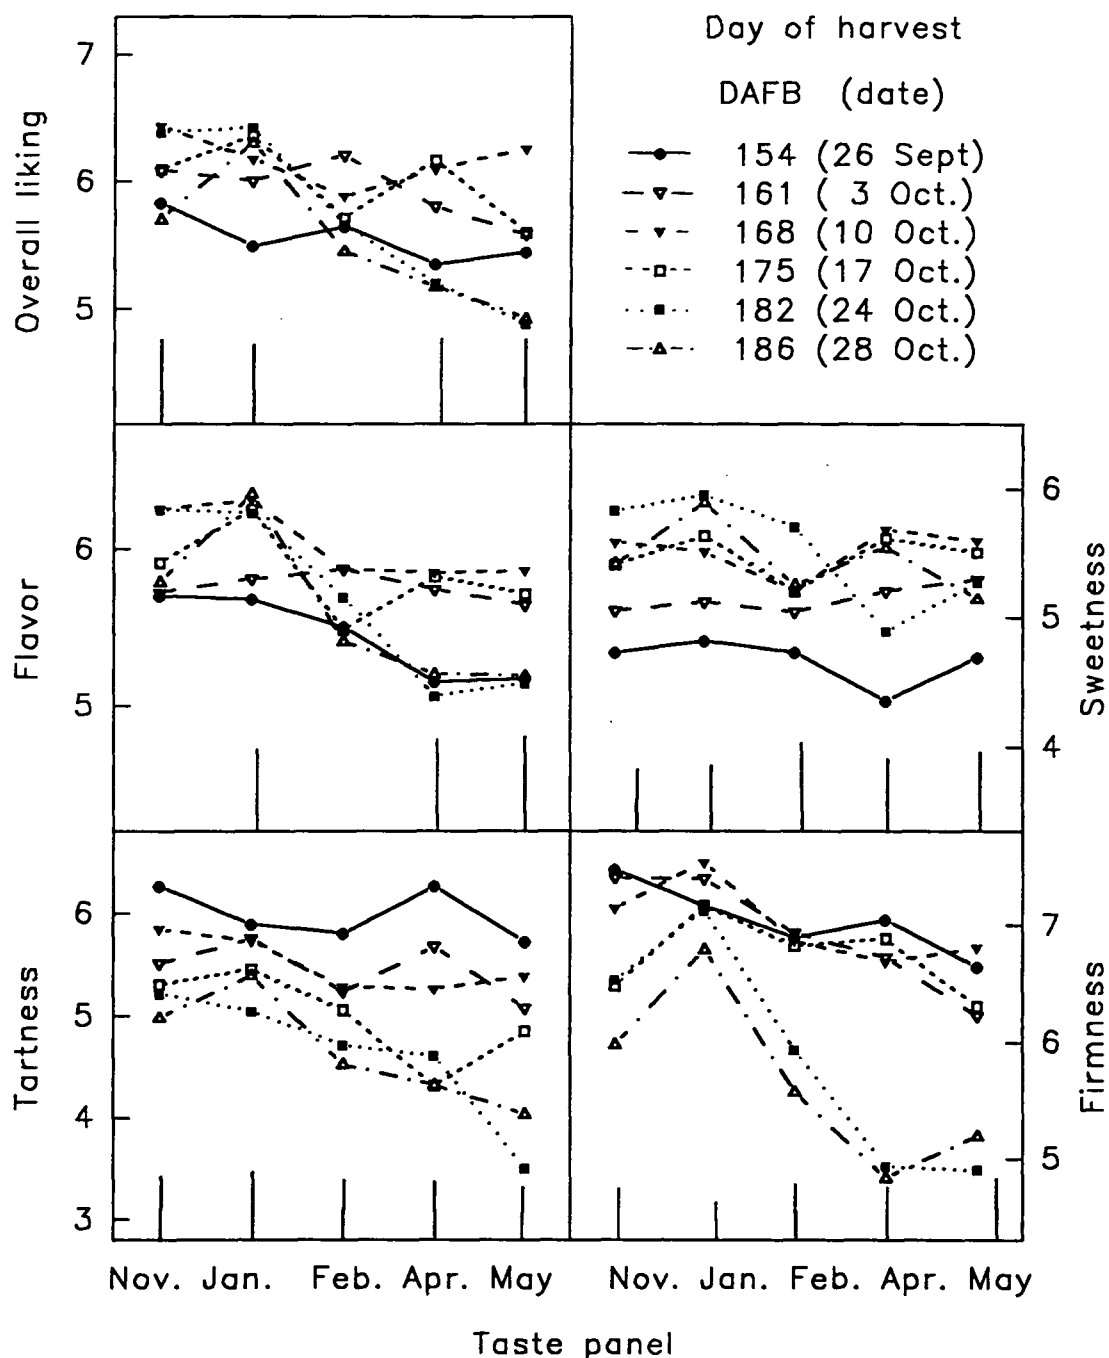 Day of harvest
DAFB (date)
154 (26 Sept)
161 ( 3 Oct.)
168 (10 Oct.)
175 (17 Oct.)
182 (24 Oct.)
186 (28 Oct.)
Overall liking
7
6
5
Flavor
6
5
Sweetness
6
5
4
Tartness
6
5
4
3
Firmness
7
6
5
Nov. Jan. Feb. Apr. May
Nov. Jan. Feb. Apr. May
Taste panel